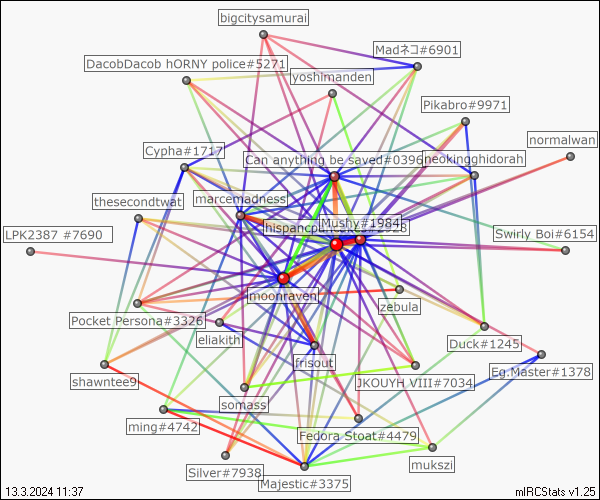 bigcitysamurai
Madネコ#6901
DacobDacob hORNY police#5271
yoshimanden
Pikabro#9971
normalwan
Cypha#1717
Can anything be saved#0396
neokingghidorah
marcemadness
thesecondtwat
Mushy#1984
hispancp
LPK2387 #7690
Swirly Boi#6154
moonraven
zebula
Pocket Persona#3326
eliakith
Duck#1245
frisout
Eg.Master#1378
shawntee9
JKOUYH VIII#7034
somass
ming#4742
Fedora Stoat#4479
mukszi
Silver#7938
Majestic#3375
13.3.2024 11:37
mIRCStats v1.25